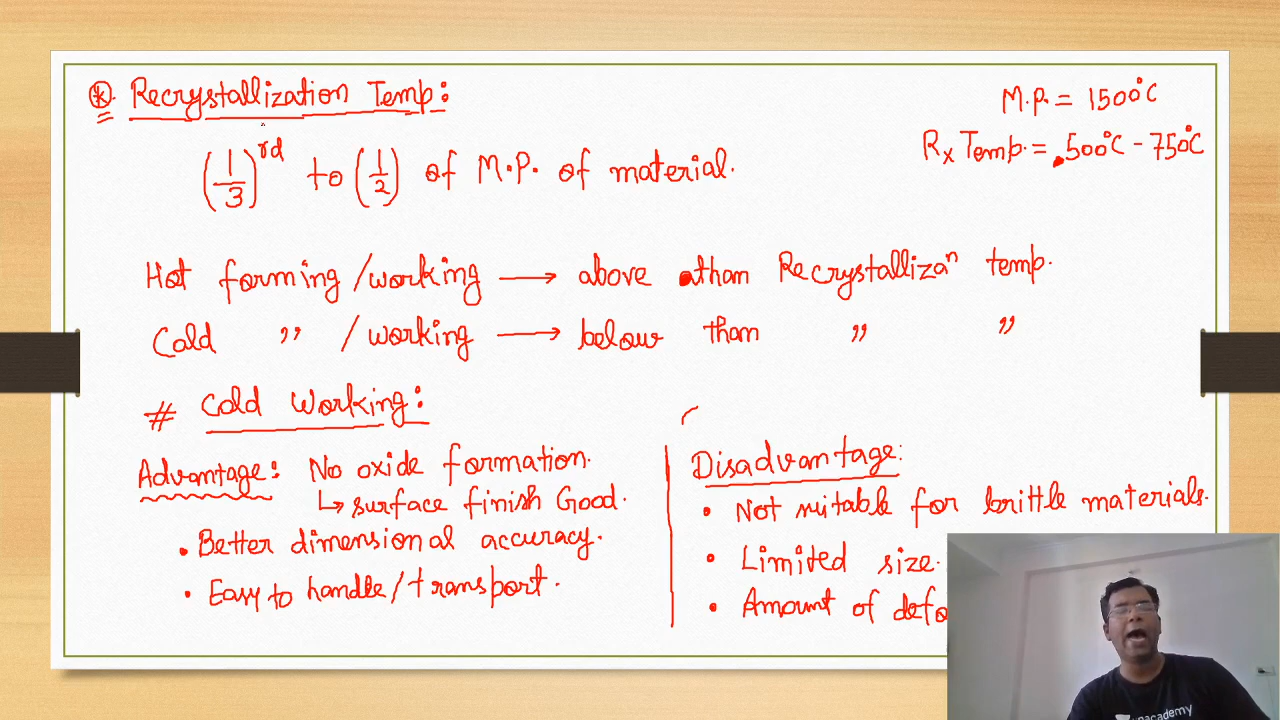 * Recrystallization Temp:
(1/3)rd to (1/2) of M.P. of material.
M.P. = 1500°C
Rx Temp. = 500°C - 750°C
Hot forming/working → above than Recrystallizaⁿ temp.
Cold " / working → below than " "
# Cold Working:
Advantage: No oxide formation.
↳ surface finish Good.
• Better dimensional accuracy.
• Easy to handle/transport.
Disadvantage:
• Not suitable for brittle materials.
• Limited size.
• Amount of defo
unacademy